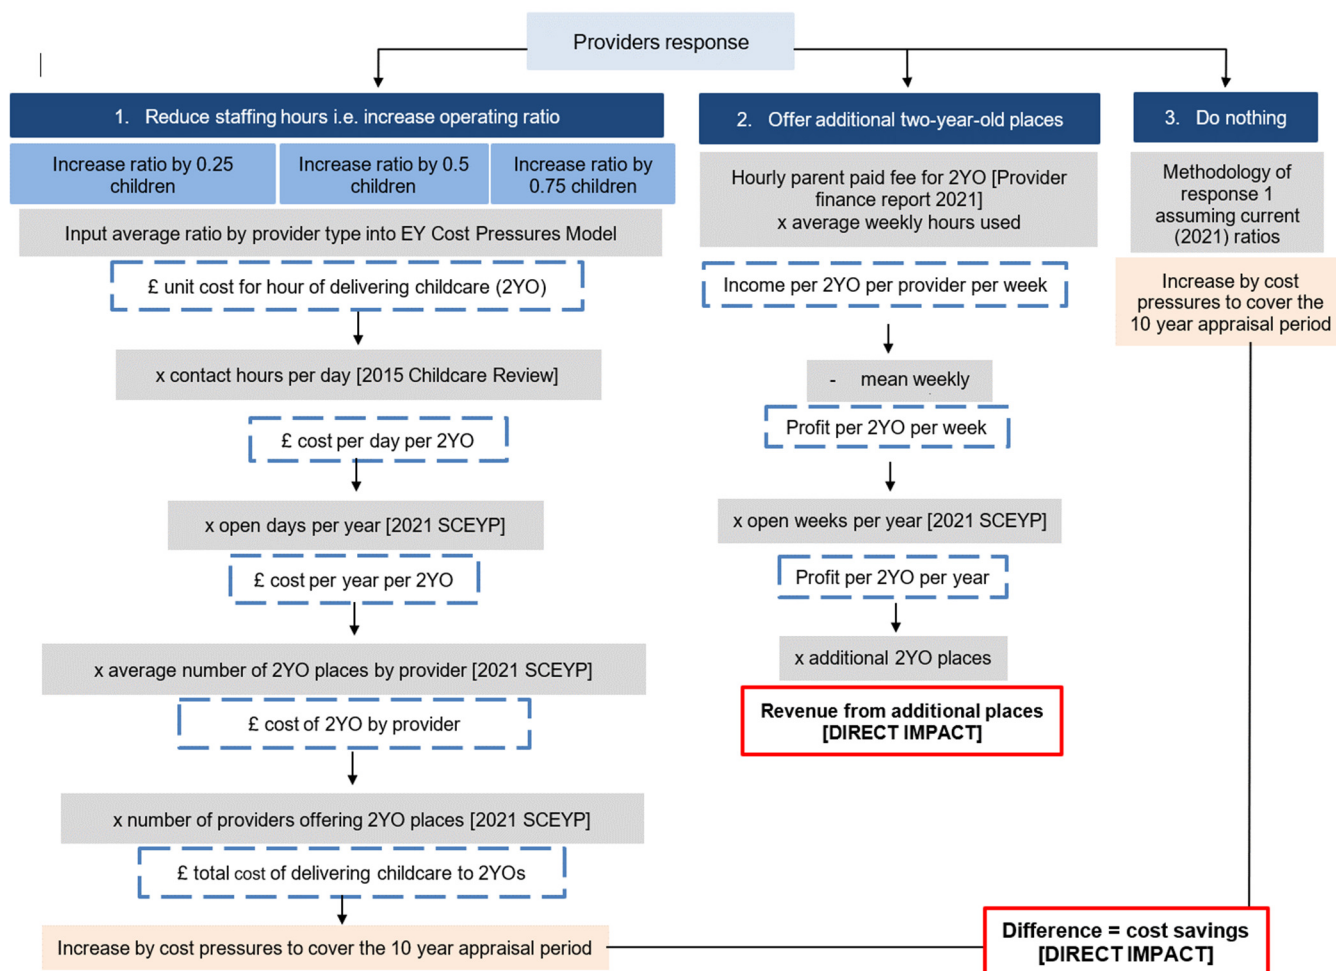 Providers response
1. Reduce staffing hours i.e. increase operating ratio
Increase ratio by 0.25
children
Increase ratio by 0.5
children
Increase ratio by
0.75 children
Input average ratio by provider type into EY Cost Pressures Model
£ unit cost for hour of delivering childcare (2YO)
x contact hours per day [2015 Childcare Review]
£ cost per day per 2YO
x open days per year [2021 SCEYP]
£ cost per year per 2YO
x average number of 2YO places by provider [2021 SCEYP]
£ cost of 2YO by provider
x number of providers offering 2YO places [2021 SCEYP]
£ total cost of delivering childcare to 2YOs
Increase by cost pressures to cover the 10 year appraisal period
2. Offer additional two-year-old places
Hourly parent paid fee for 2YO [Provider
finance report 2021]
x average weekly hours used
Income per 2YO per provider per week
- mean weekly
Profit per 2YO per week
x open weeks per year [2021 SCEYP]
Profit per 2YO per year
x additional 2YO places
Revenue from additional places
[DIRECT IMPACT]
3. Do nothing
Methodology of
response 1
assuming current
(2021) ratios
Increase by cost
pressures to cover the
10 year appraisal period
Difference = cost savings
[DIRECT IMPACT]